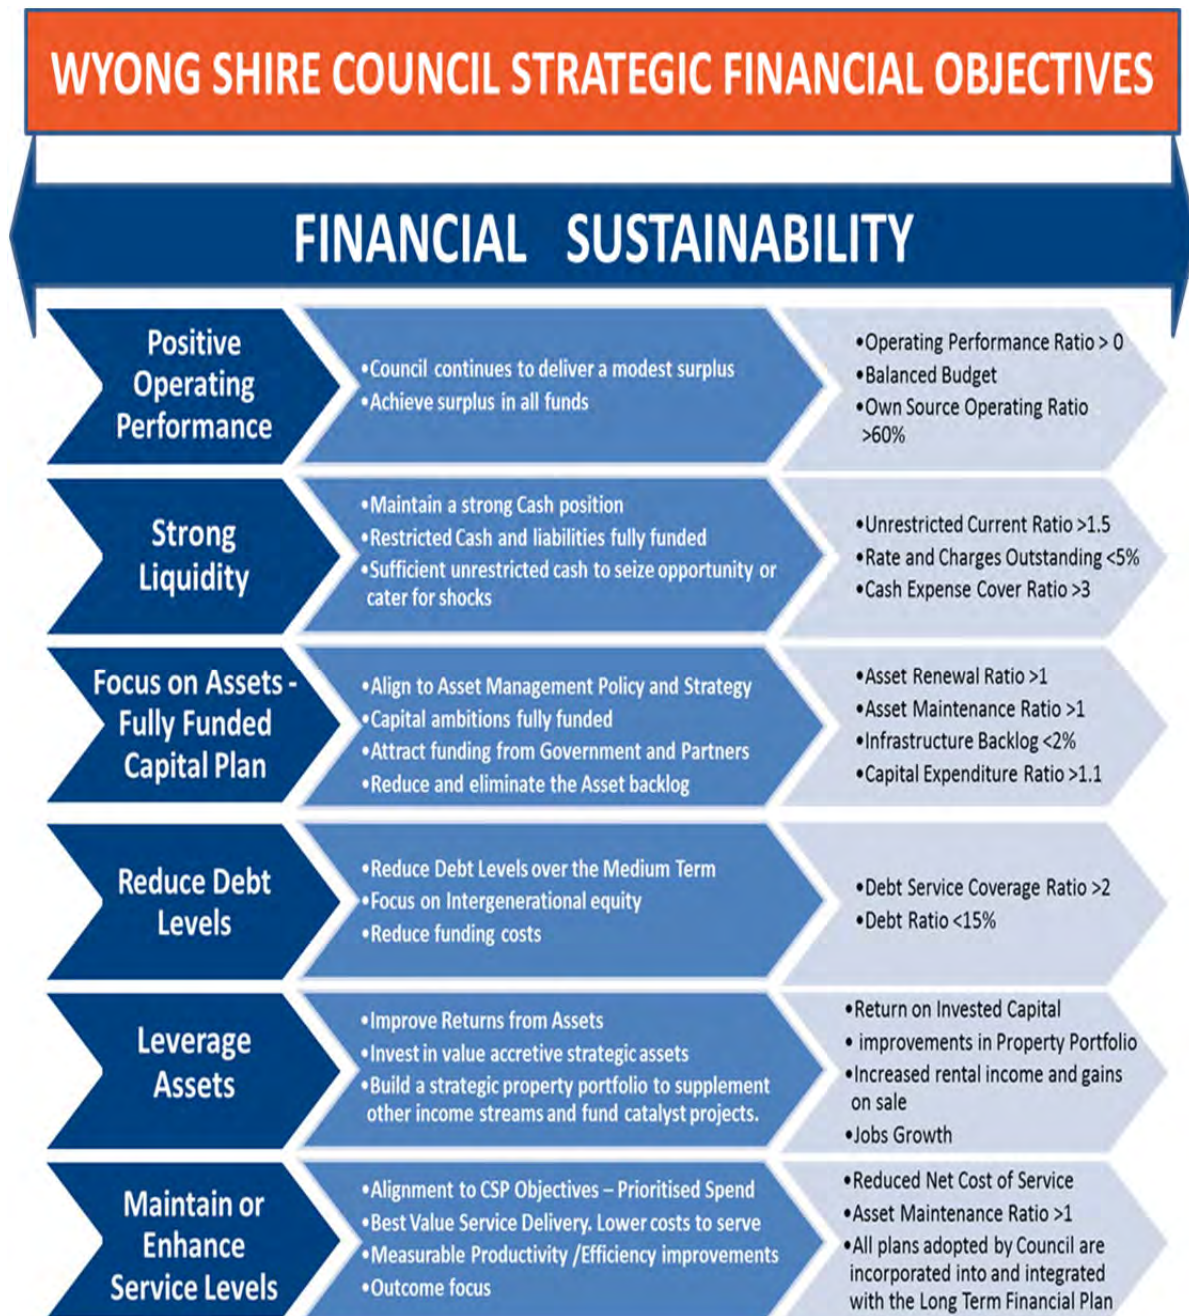 WYONG SHIRE COUNCIL STRATEGIC FINANCIAL OBJECTIVES
FINANCIAL SUSTAINABILITY
Positive
Operating
Performance
•Council continues to deliver a modest surplus
•Achieve surplus in all funds
•Operating Performance Ratio > 0
•Balanced Budget
•Own Source Operating Ratio
>60%
Strong
Liquidity
•Maintain a strong Cash position
•Restricted Cash and liabilities fully funded
•Sufficient unrestricted cash to seize opportunity or
cater for shocks
•Unrestricted Current Ratio >1.5
•Rate and Charges Outstanding <5%
•Cash Expense Cover Ratio >3
Focus on Assets -
Fully Funded
Capital Plan
•Align to Asset Management Policy and Strategy
•Capital ambitions fully funded
•Attract funding from Government and Partners
•Reduce and eliminate the Asset backlog
•Asset Renewal Ratio >1
•Asset Maintenance Ratio >1
•Infrastructure Backlog <2%
•Capital Expenditure Ratio >1.1
Reduce Debt
Levels
•Reduce Debt Levels over the Medium Term
•Focus on Intergenerational equity
•Reduce funding costs
•Debt Service Coverage Ratio >2
•Debt Ratio <15%
Leverage
Assets
•Improve Returns from Assets
•Invest in value accretive strategic assets
•Build a strategic property portfolio to supplement
other income streams and fund catalyst projects.
•Return on Invested Capital
• improvements in Property Portfolio
•Increased rental income and gains
on sale
•Jobs Growth
Maintain or
Enhance
Service Levels
•Alignment to CSP Objectives – Prioritised Spend
•Best Value Service Delivery. Lower costs to serve
•Measurable Productivity /Efficiency improvements
•Outcome focus
•Reduced Net Cost of Service
•Asset Maintenance Ratio >1
•All plans adopted by Council are
incorporated into and integrated
with the Long Term Financial Plan